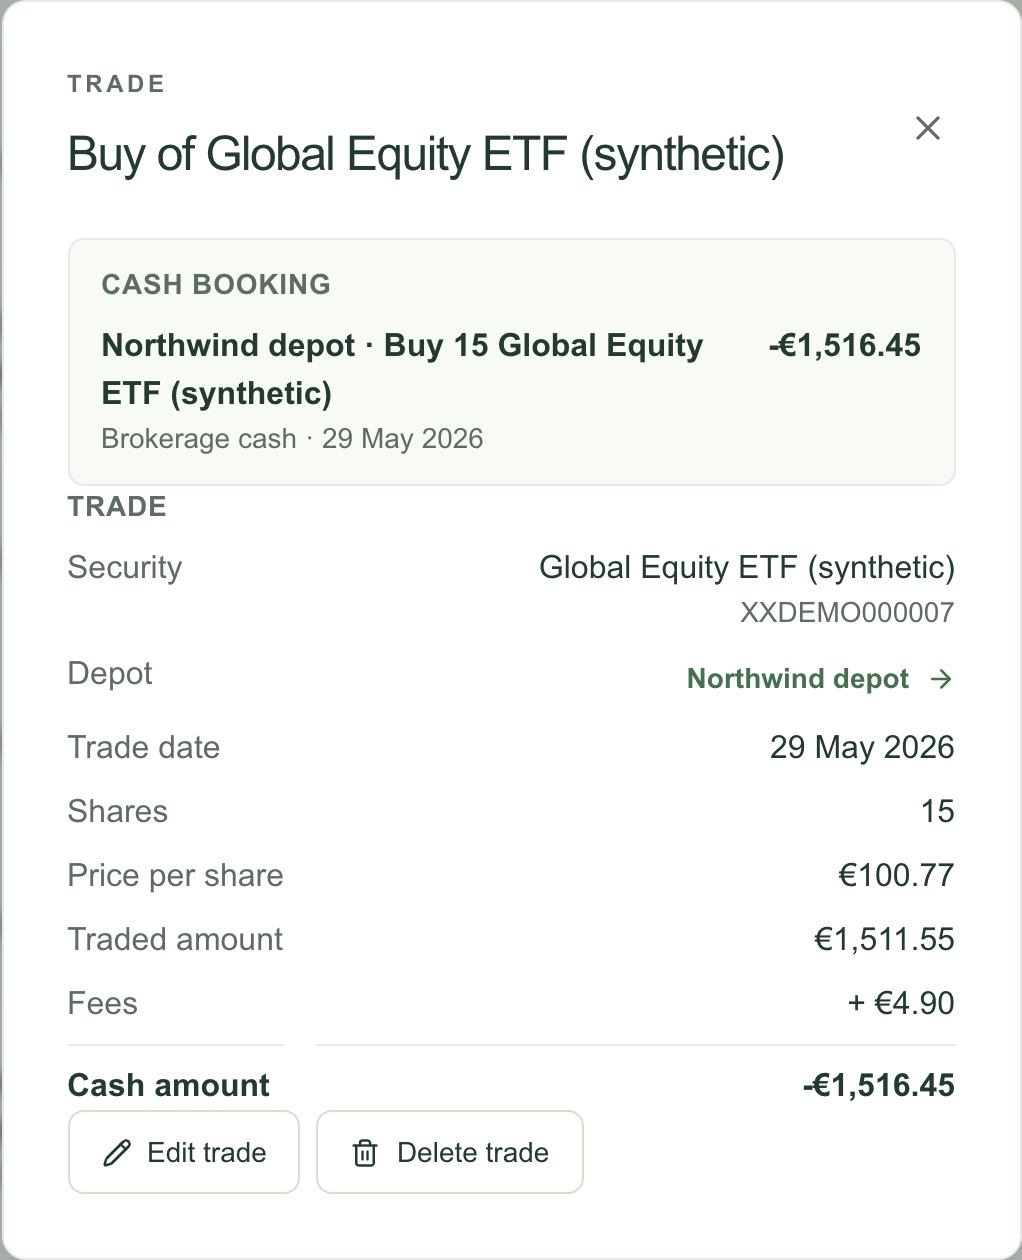 TRADE
Buy of Global Equity ETF (synthetic)
CASH BOOKING
Northwind depot · Buy 15 Global Equity -€1,516.45
ETF (synthetic)
Brokerage cash · 29 May 2026
TRADE
Security Global Equity ETF (synthetic)
XXDEMO000007
Depot Northwind depot →
Trade date 29 May 2026
Shares 15
Price per share €100.77
Traded amount €1,511.55
Fees + €4.90
Cash amount -€1,516.45
Edit trade Delete trade